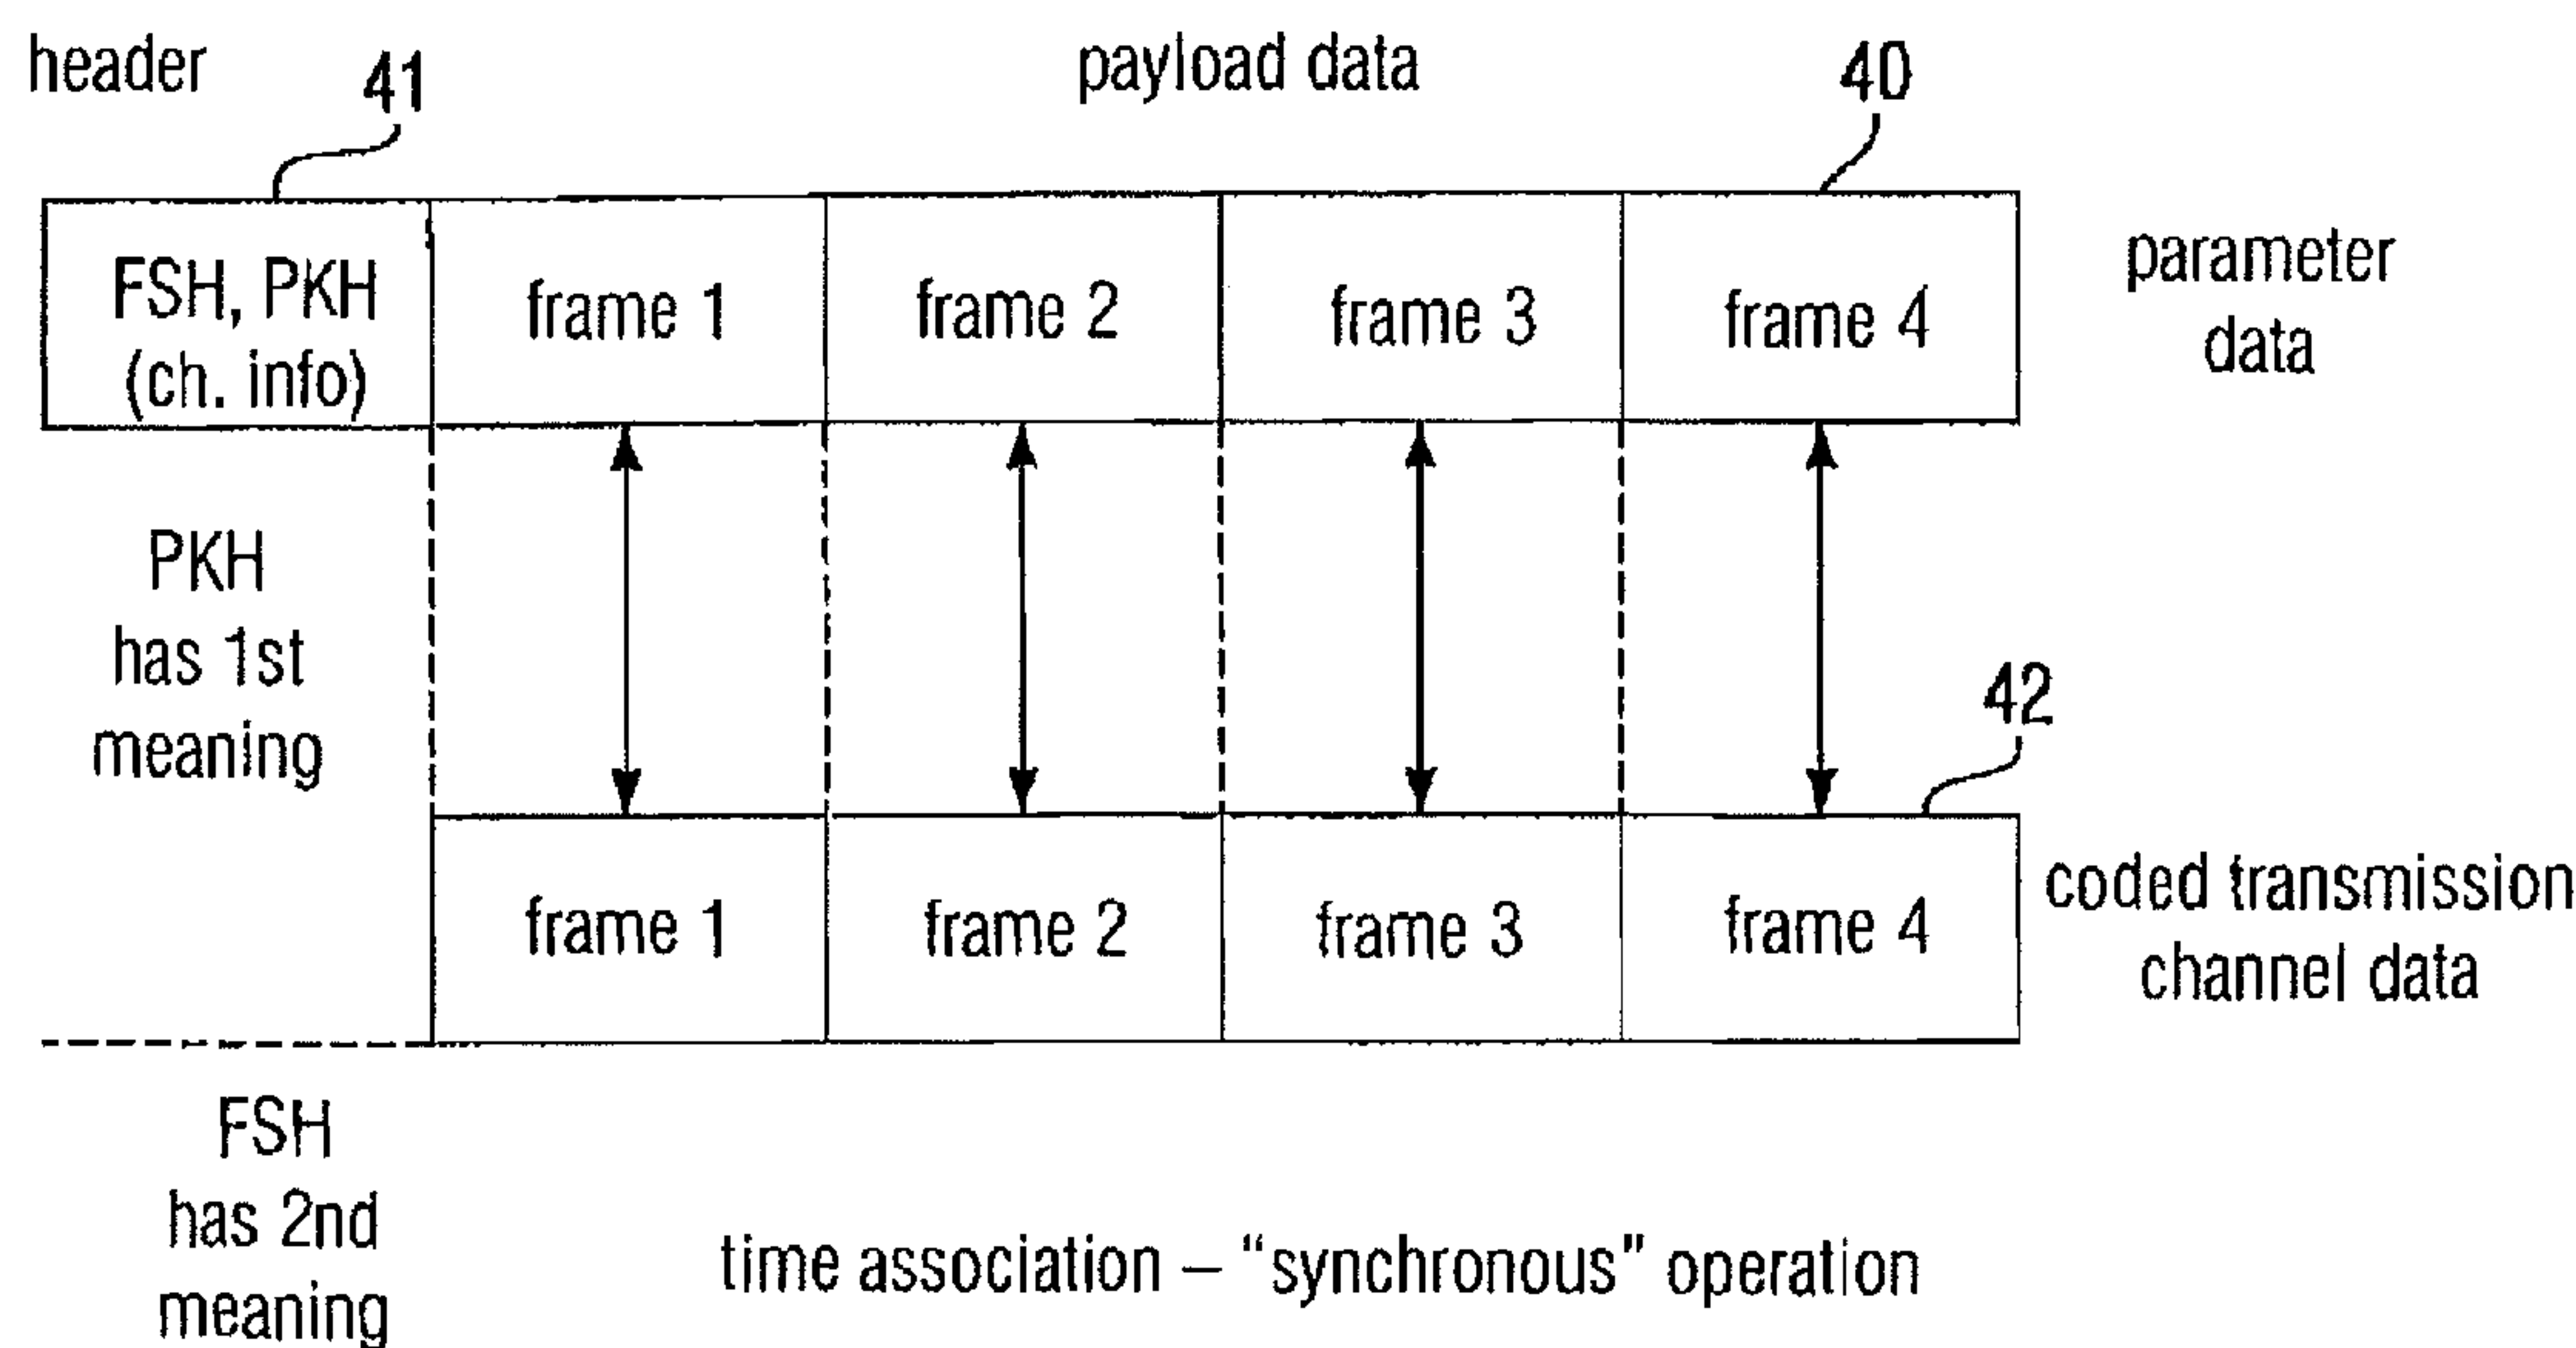 header
41
payload data
40
FSH, PKH
(ch. info)
frame 1
frame 2
frame 3
frame 4
parameter
data
PKH
has 1st
meaning
42
frame 1
frame 2
frame 3
frame 4
coded transmission
channel data
FSH
has 2nd
meaning
time association – “synchronous” operation